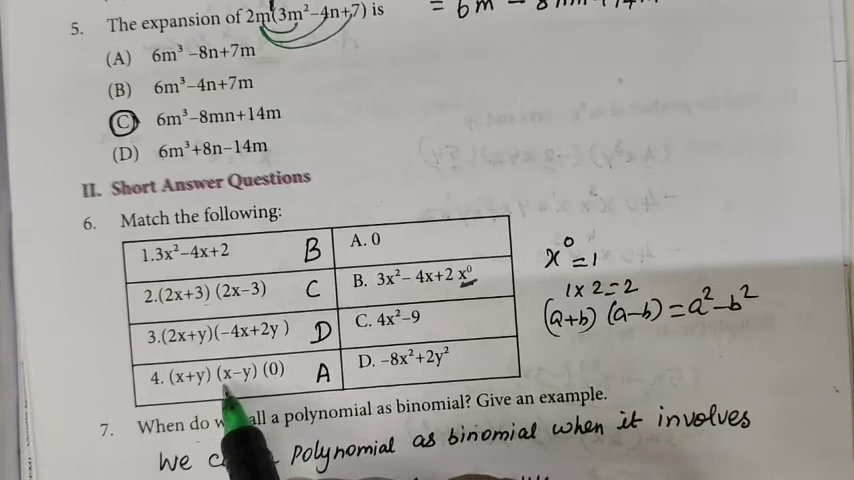 5. The expansion of 2m(3m²−4n+7) is
(A) 6m³ −8n+7m
(B) 6m³−4n+7m
(C) 6m³−8mn+14m
(D) 6m³+8n−14m
II. Short Answer Questions
6. Match the following:
1.3x²−4x+2 B A. 0
2.(2x+3) (2x−3) C B. 3x²− 4x+2 x⁰
3.(2x+y)(−4x+2y ) D C. 4x²−9
4. (x+y) (x−y) (0) A D. −8x²+2y²
x⁰ = 1
1 x 2 = 2
(a+b) (a−b) = a²−b²
7. When do all a polynomial as binomial? Give an example.
We polynomial as binomial when it involves